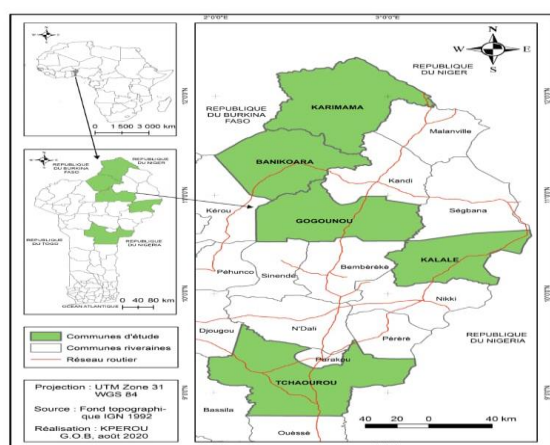 2°0'0"E
3°0'0"E
N
W
E
S
0 1 500 3 000 km
REPUBLIQUE
DU BURKINA
FASO
REPUBLIQUE
DU NIGER
REPUBLIQUE
DU TOGO
REPUBLIQUE
DU NIGERIA
OCEAN ATLANTIQUE
0 40 80 km
Communes d'étude
Communes riveraines
Réseau routier
Projection : UTM Zone 31
WGS 84
Source : Fond topographi-
que IGN 1992
Réalisation : KPEROU
G.O.B, août 2020
N
W
E
S
REPUBLIQUE
DU NIGER
KARIMAMA
REPUBLIQUE
DU BURKINA
FASO
Malanville
BANIKOARA
Kandi
Kérou
GOGOUNOU
Ségbana
KALALE
Péhunco
Sinendé
Bembèrèkè
Nikki
Djougou
N'Dali
Pèrèrè
REPUBLIQUE
DU NIGERIA
Parakou
TCHAOUROU
Bassila
Ouèssè
40 20 0 40 km